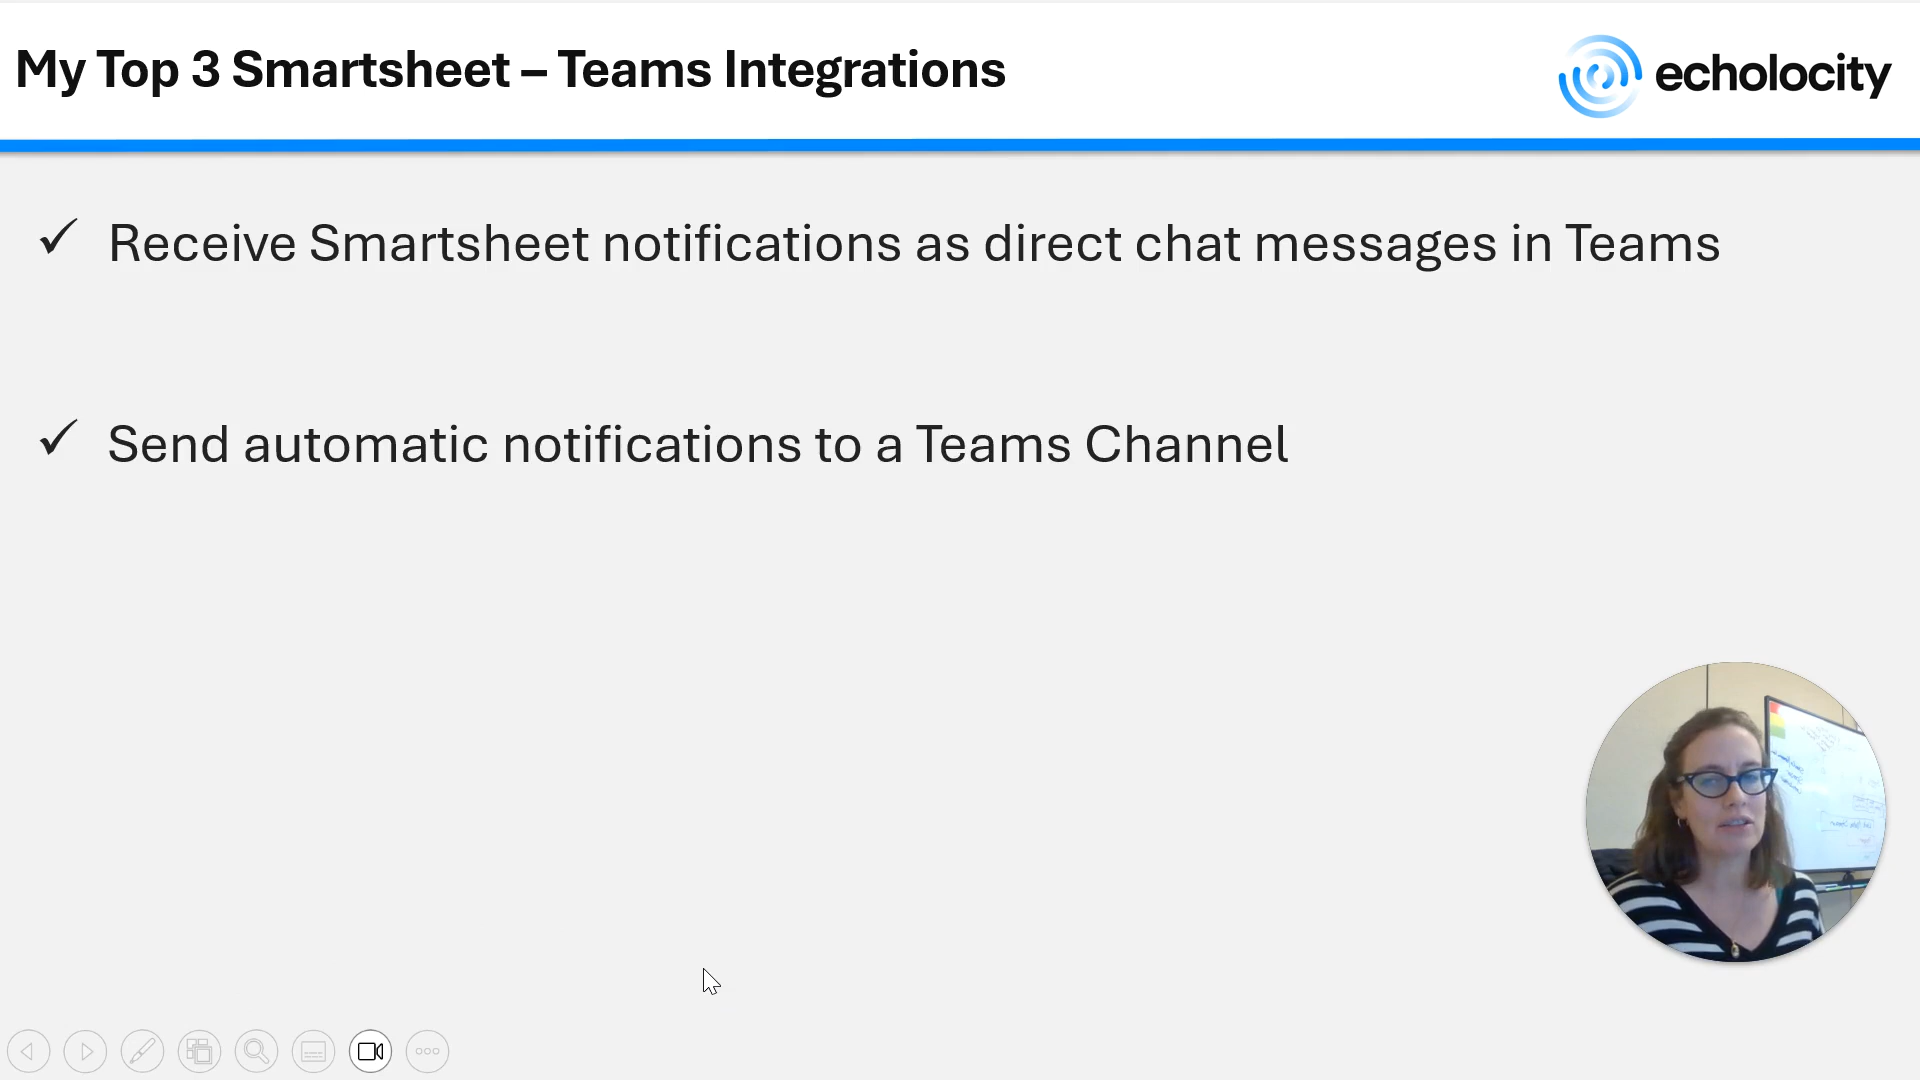 My Top 3 Smartsheet – Teams Integrations
echolocity
✓ Receive Smartsheet notifications as direct chat messages in Teams
✓ Send automatic notifications to a Teams Channel